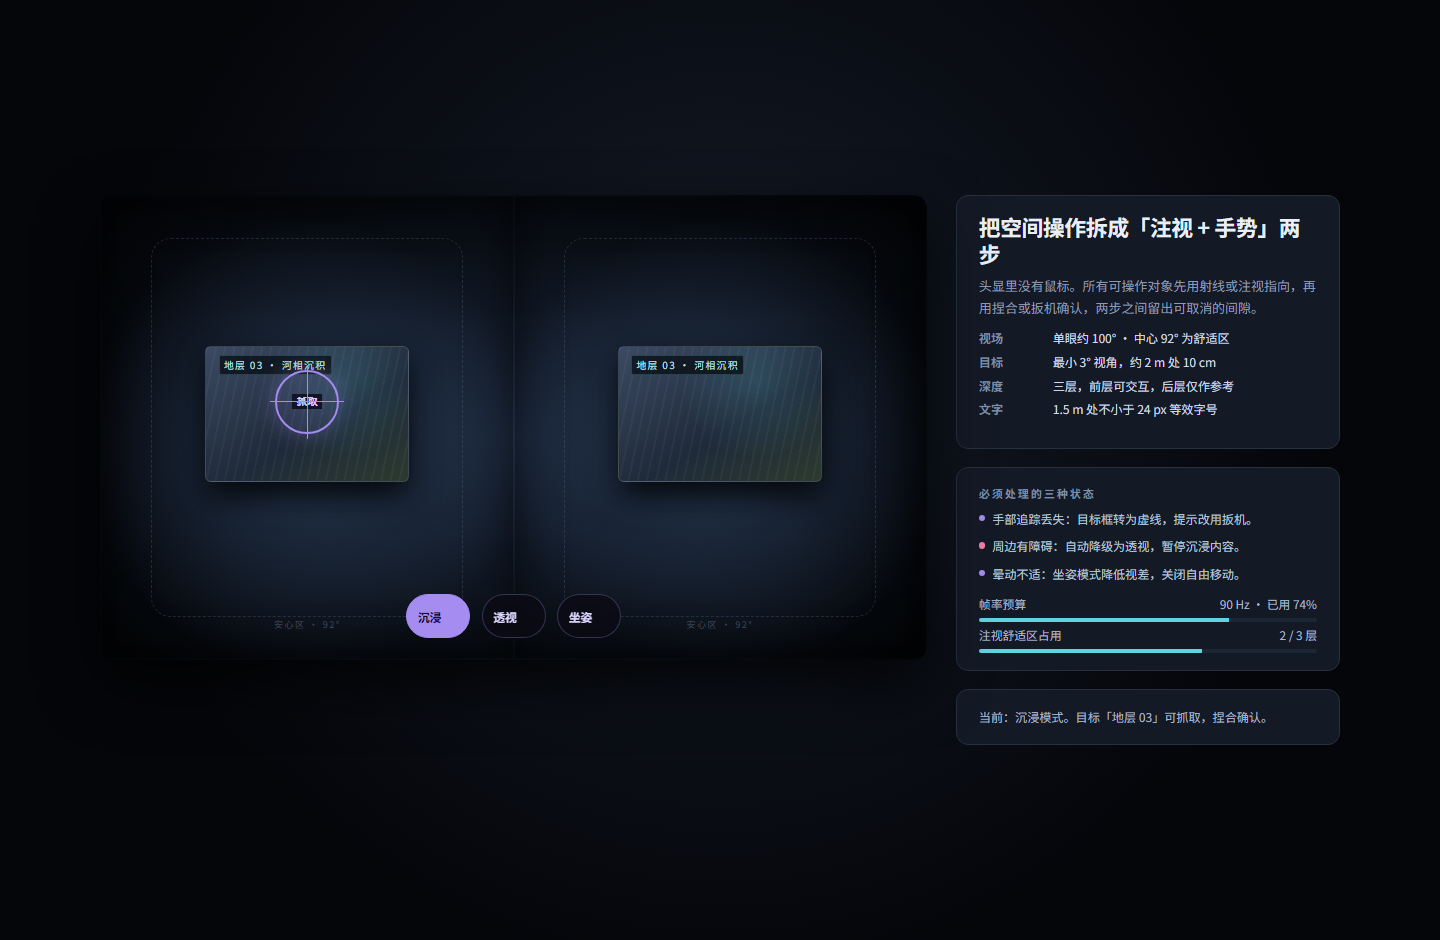 地层 03 · 河相沉积
抓取
地层 03 · 河相沉积
安心区 · 92°
安心区 · 92°
沉浸
透视
坐姿
把空间操作拆成「注视 + 手势」两
步
头显里没有鼠标。所有可操作对象先用射线或注视指向，再
用捏合或扳机确认，两步之间留出可取消的间隙。
视场 单眼约 100° · 中心 92° 为舒适区
目标 最小 3° 视角，约 2 m 处 10 cm
深度 三层，前层可交互，后层仅作参考
文字 1.5 m 处不小于 24 px 等效字号
必须处理的三种状态
手部追踪丢失：目标框转为虚线，提示改用扳机。
周边有障碍：自动降级为透视，暂停沉浸内容。
晕动不适：坐姿模式降低视差，关闭自由移动。
帧率预算 90 Hz · 已用 74%
注视舒适区占用 2 / 3 层
当前：沉浸模式。目标「地层 03」可抓取，捏合确认。